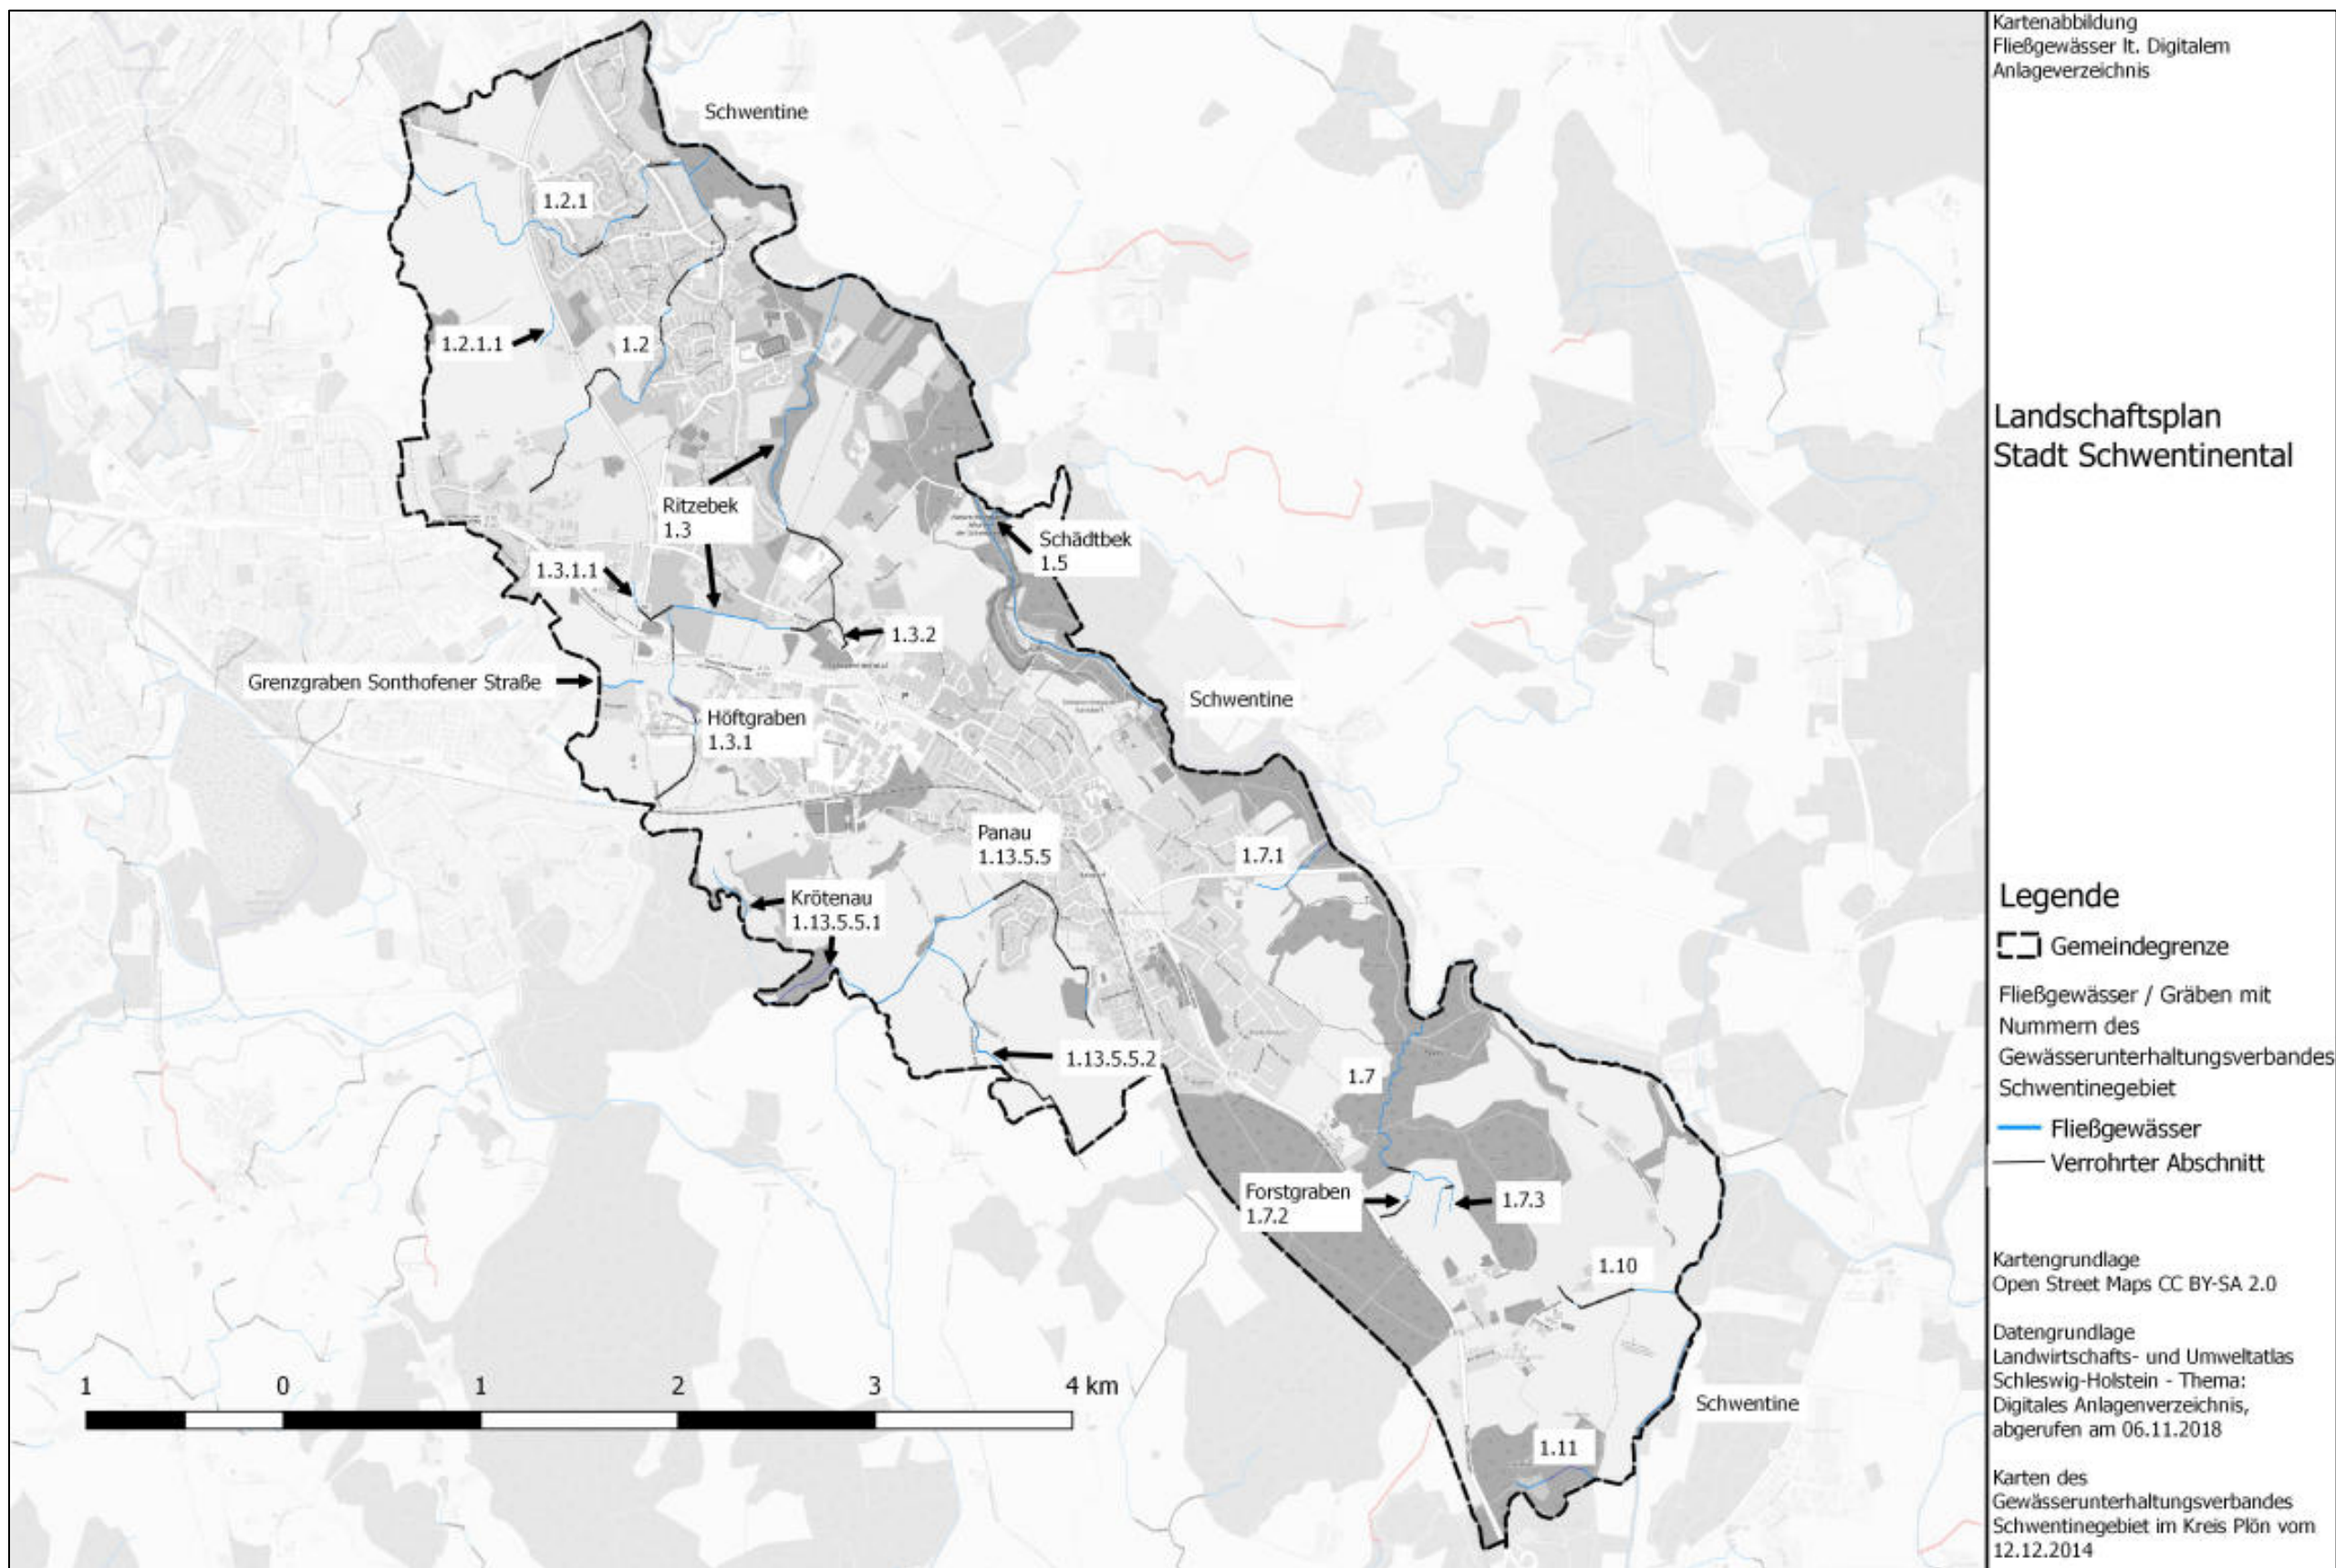 Kartenabbildung
Fließgewässer lt. Digitalem
Anlageverzeichnis
Landschaftsplan
Stadt Schwentinental
Legende
Gemeindegrenze
Fließgewässer / Gräben mit
Nummern des
Gewässerunterhaltungsverbandes
Schwentinegebiet
Fließgewässer
Verrohrter Abschnitt
Kartengrundlage
Open Street Maps CC BY-SA 2.0
Datengrundlage
Landwirtschafts- und Umweltatlas
Schleswig-Holstein - Thema:
Digitales Anlagenverzeichnis,
abgerufen am 06.11.2018
Karten des
Gewässerunterhaltungsverbandes
Schwentinegebiet im Kreis Plön vom
12.12.2014
Schwentine
1.2.1
1.2.1.1
1.2
Ritzebek
1.3
Schädtbek
1.5
1.3.1.1
1.3.2
Grenzgraben Sonthofener Straße
Höftgraben
1.3.1
Schwentine
Panau
1.13.5.5
1.7.1
Krötenau
1.13.5.5.1
1.13.5.5.2
1.7
Forstgraben
1.7.2
1.7.3
1.10
Schwentine
1.11
1 0 1 2 3 4 km